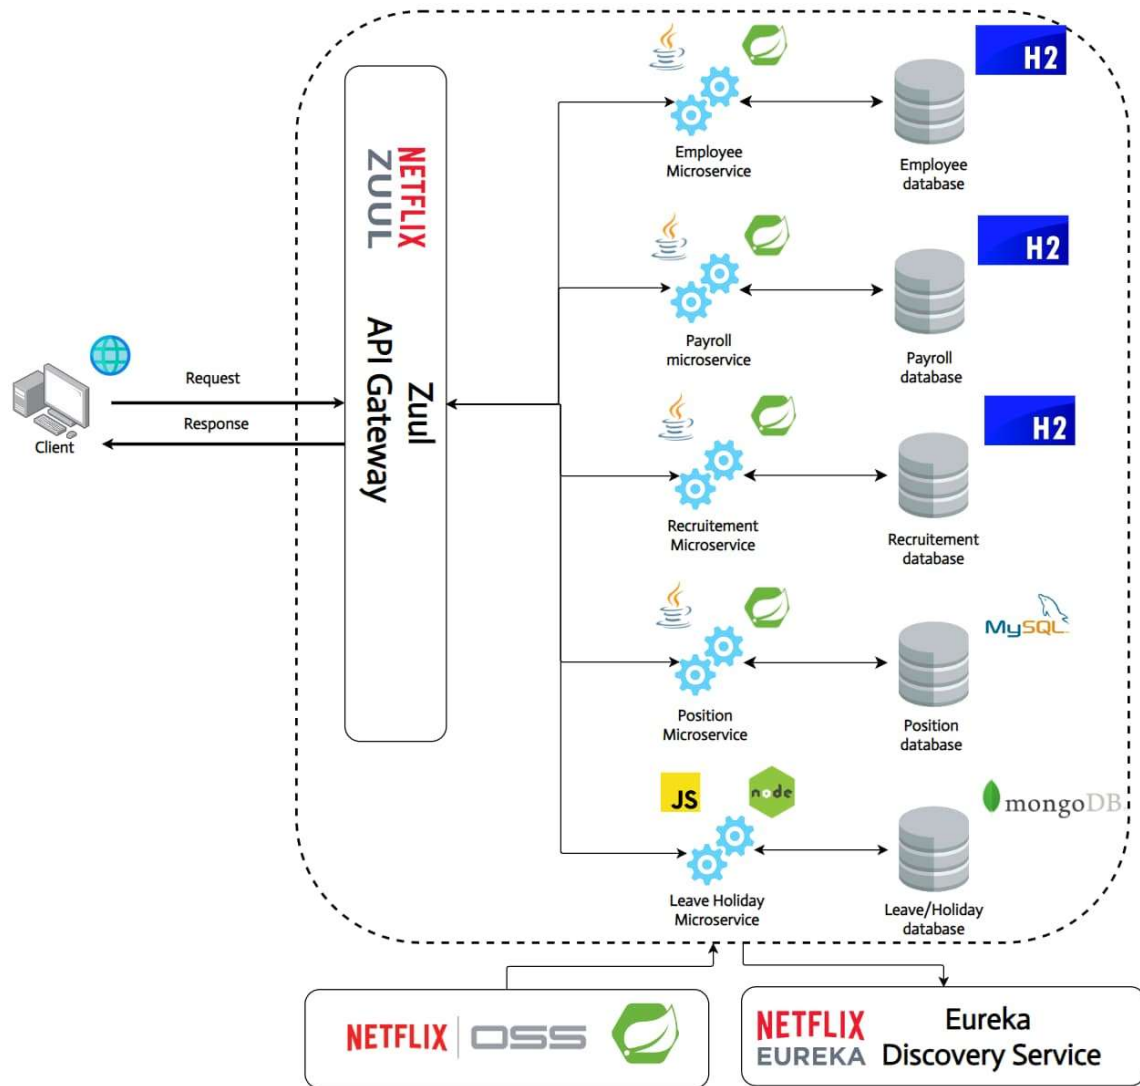 H2
Employee
Microservice
Employee
database
NETFLIX
ZUUL
H2
Payroll
microservice
Payroll
database
Zuul
API Gateway
Request
Response
Client
H2
Recruitement
Microservice
Recruitement
database
MySQL
Position
Microservice
Position
database
JS
node
mongoDB
Leave Holiday
Microservice
Leave/Holiday
database
NETFLIX OSS
NETFLIX
EUREKA
Eureka
Discovery Service